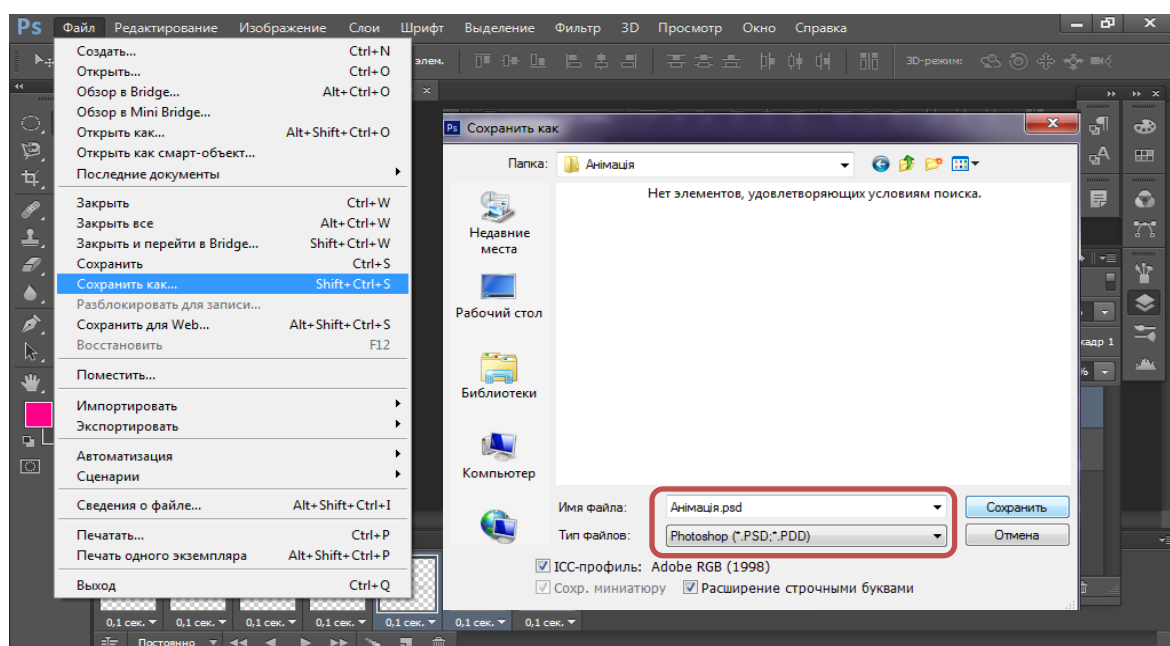 Ps Файл Редактирование Изображение Слои Шрифт Выделение Фильтр 3D Просмотр Окно Справка
элем. 3D-режим:
Создать... Ctrl+N
Открыть... Ctrl+O
Обзор в Bridge... Alt+Ctrl+O
Обзор в Mini Bridge...
Открыть как... Alt+Shift+Ctrl+O
Открыть как смарт-объект...
Последние документы
Закрыть Ctrl+W
Закрыть все Alt+Ctrl+W
Закрыть и перейти в Bridge... Shift+Ctrl+W
Сохранить Ctrl+S
Сохранить как... Shift+Ctrl+S
Разблокировать для записи...
Сохранить для Web... Alt+Shift+Ctrl+S
Восстановить F12
Поместить...
Импортировать
Экспортировать
Автоматизация
Сценарии
Сведения о файле... Alt+Shift+Ctrl+I
Печатать... Ctrl+P
Печать одного экземпляра Alt+Shift+Ctrl+P
Выход Ctrl+Q
Ps Сохранить как
Папка: Анімація
Нет элементов, удовлетворяющих условиям поиска.
Недавние
места
Рабочий стол
Библиотеки
Компьютер
Имя файла: Анімація.psd Сохранить
Тип файлов: Photoshop (*.PSD;*.PDD) Отмена
ICC-профиль: Adobe RGB (1998)
Сохр. миниатюру Расширение строчными буквами
кадр 1
%
0,1 сек. 0,1 сек. 0,1 сек. 0,1 сек. 0,1 сек. 0,1 сек. 0,1 сек.
Постоянно